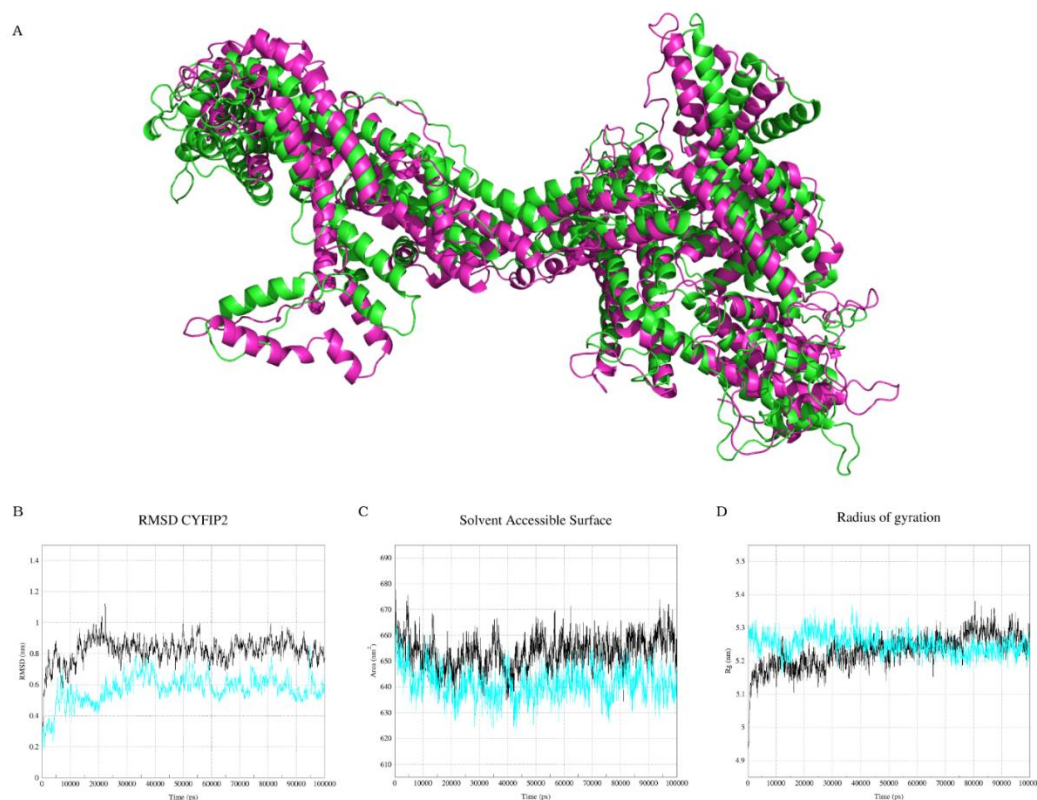 A
B
RMSD CYFIP2
RMSD (nm)
1.4
1.2
1
0.8
0.6
0.4
0.2
0
0 10000 20000 30000 40000 50000 60000 70000 80000 90000 100000
Time (ps)
C
Solvent Accessible Surface
Area (nm²)
690
680
670
660
650
640
630
620
610
0 10000 20000 30000 40000 50000 60000 70000 80000 90000 100000
Time (ps)
D
Radius of gyration
Rg (nm)
5.5
5.4
5.3
5.2
5.1
5
4.9
0 10000 20000 30000 40000 50000 60000 70000 80000 90000 1000
Time (ps)